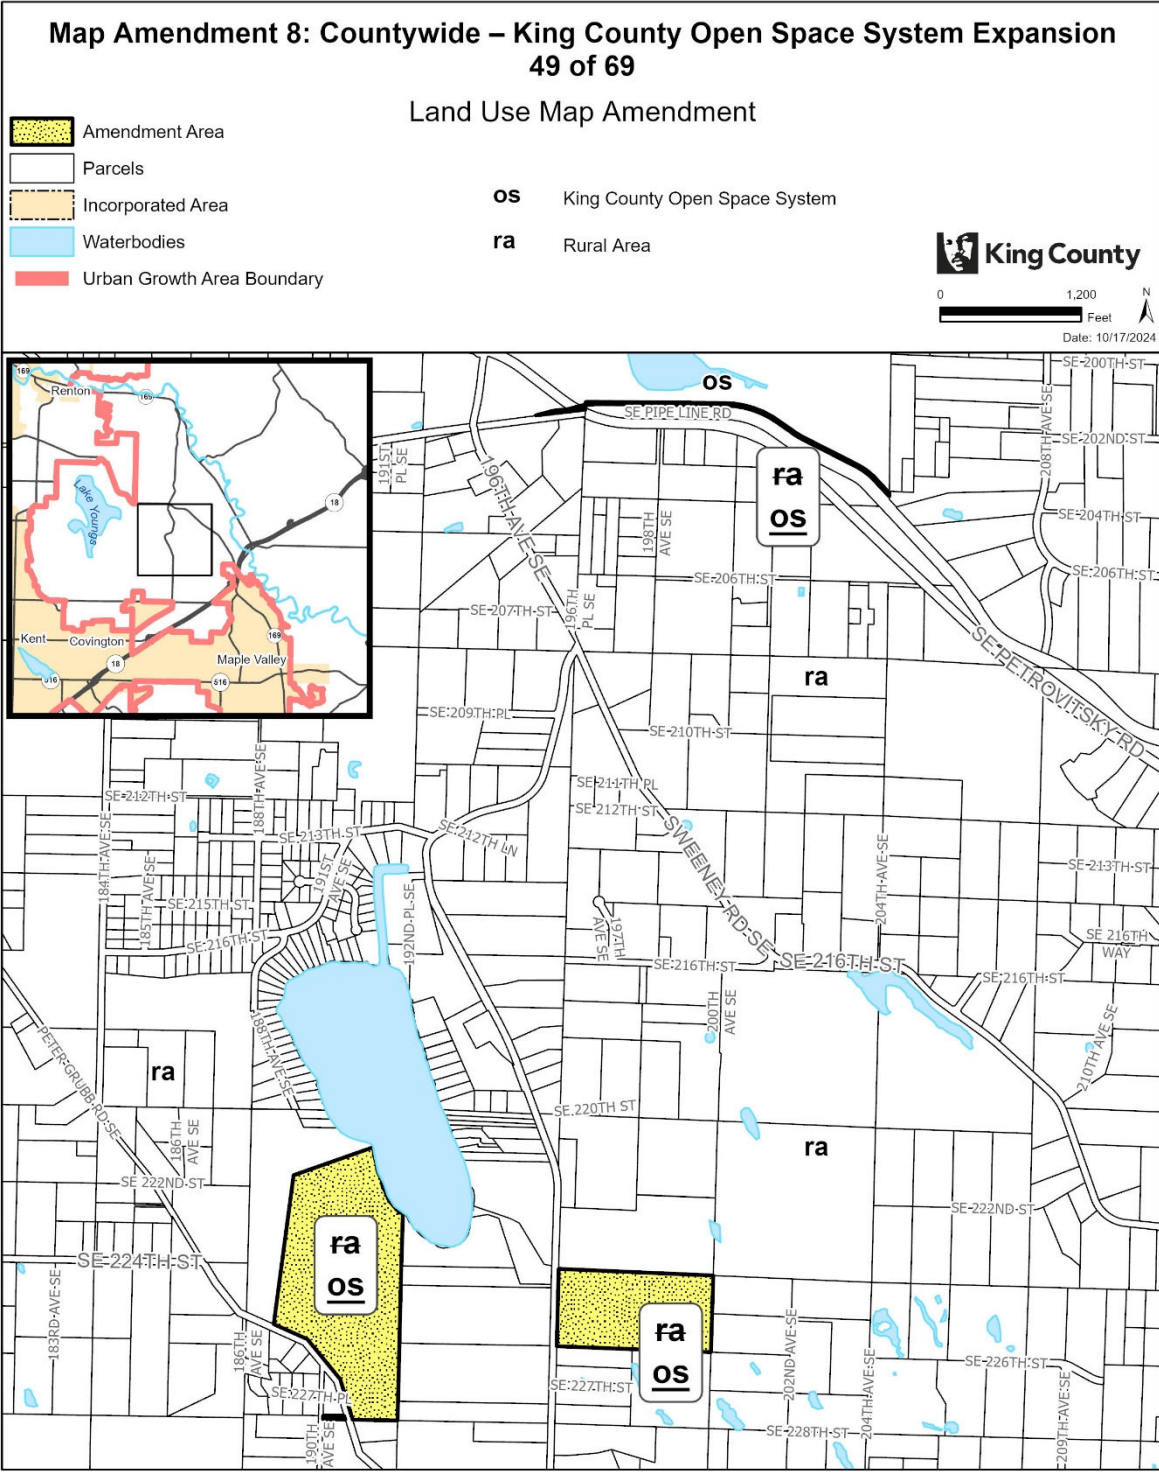 Map Amendment 8: Countywide – King County Open Space System Expansion
49 of 69
Land Use Map Amendment
Amendment Area
Parcels
Incorporated Area
Waterbodies
Urban Growth Area Boundary
os King County Open Space System
ra Rural Area
King County
0 1,200
Feet
N
Date: 10/17/2024
169
Renton
169
Lake Youngs
18
Kent
Covington
18
169
Maple Valley
516
516
os
SE PIPE LINE RD
SE 200TH ST
208TH AVE SE
SE 202ND ST
191ST
PL SE
196TH AVE SE
ra
os
198TH
AVE SE
SE 204TH ST
SE 206TH ST
SE 206TH ST
SE 207TH ST
196TH
PL SE
SE PETROVITSKY RD
ra
SE 209TH PL
SE 210TH ST
188TH AVE SE
SE 211TH PL
SE 212TH ST
SE 212TH ST
SE 213TH ST
SE 212TH LN
SWEENEY RD SE
184TH AVE SE
185TH AVE SE
191ST
AVE SE
204TH AVE SE
SE 213TH ST
SE 215TH ST
192ND PL SE
197TH
AVE SE
SE 216TH ST
SE 216TH ST
SE 216TH ST
SE 216TH
WAY
SE 216TH ST
188TH AVE SE
200TH
AVE SE
210TH AVE SE
PETER GRUBB RD SE
ra
SE 220TH ST
186TH
AVE SE
ra
SE 222ND ST
SE 222ND ST
ra
os
SE 224TH ST
183RD AVE SE
186TH
AVE SE
ra
os
202ND AVE SE
204TH AVE SE
SE 226TH ST
SE 227TH PL
SE 227TH ST
209TH AVE SE
190TH
AVE SE
SE 228TH ST